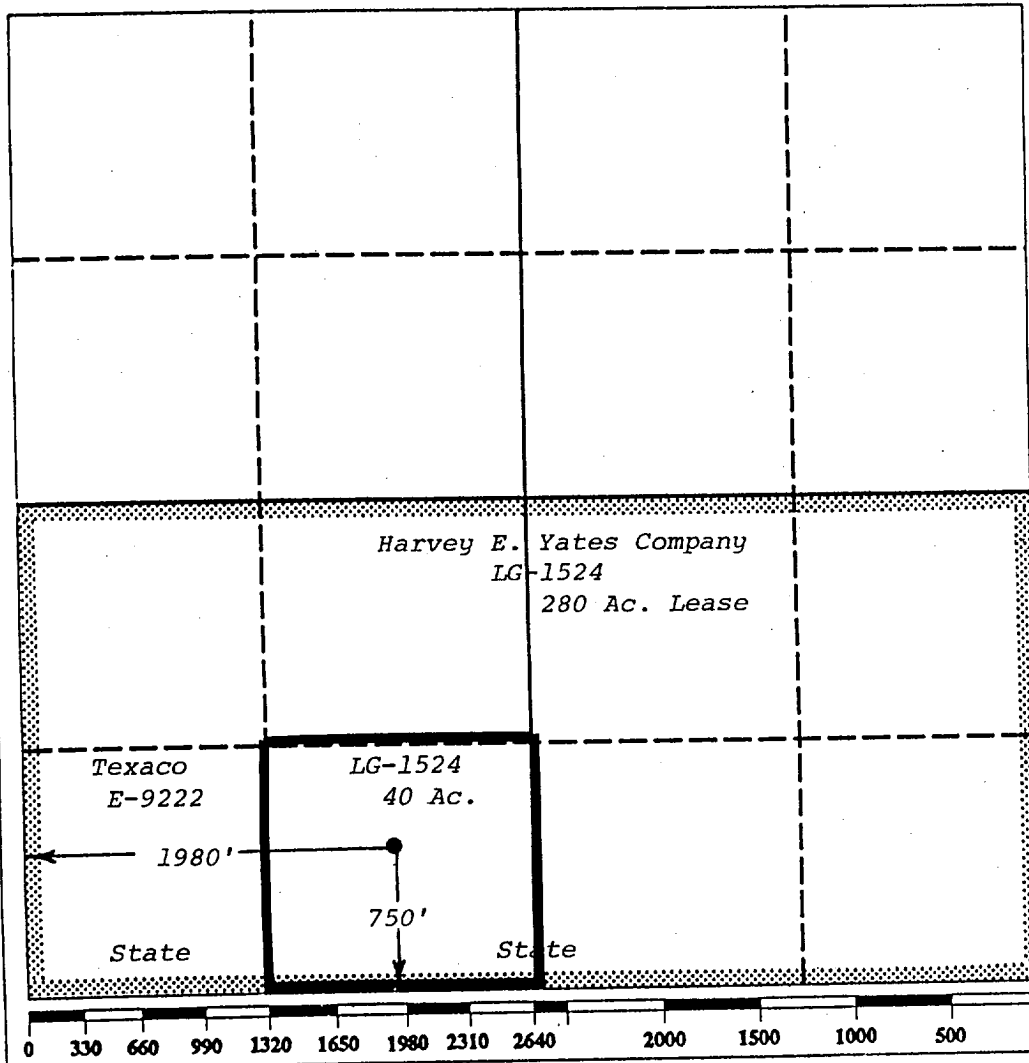 Harvey E. Yates Company
LG-1524
280 Ac. Lease
Texaco
E-9222
LG-1524
40 Ac.
1980'
750'
State
State
0 330 660 990 1320 1650 1980 2310 2640 2000 1500 1000 500